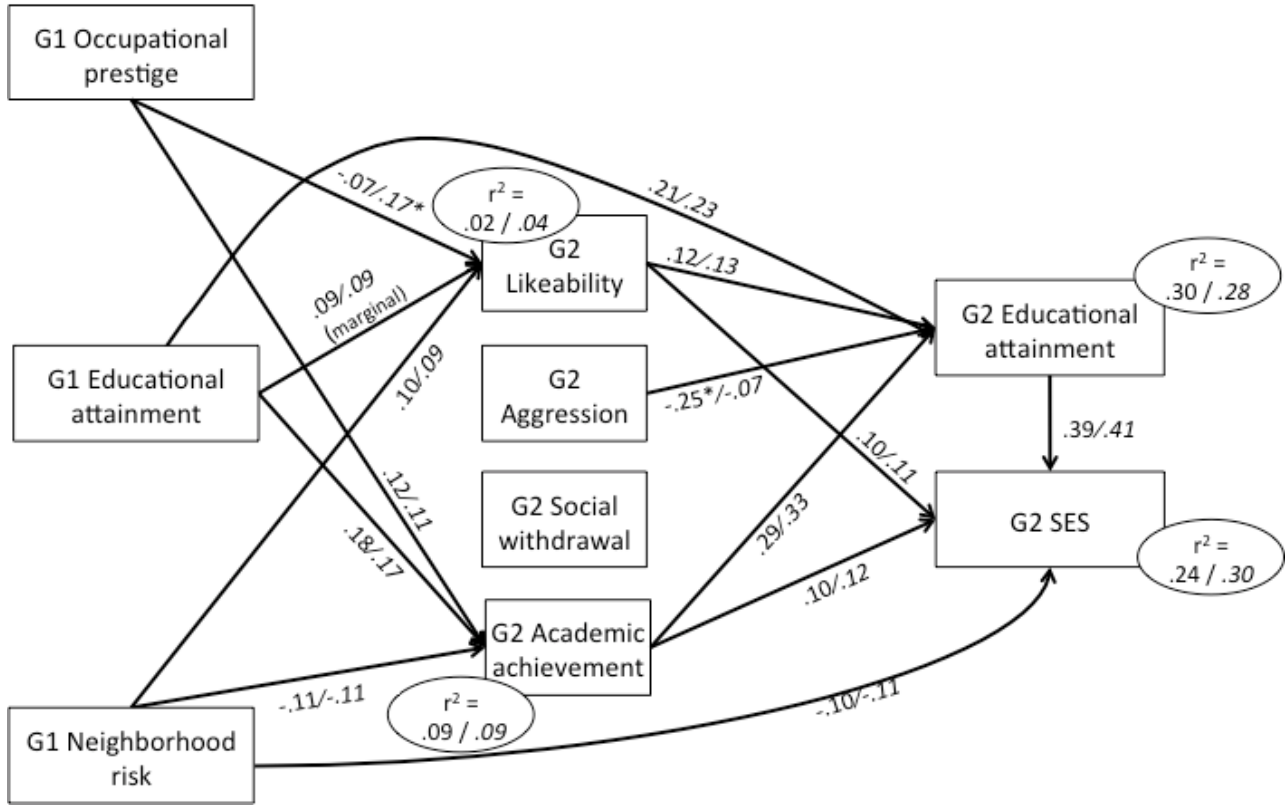 G1 Occupational
prestige
-.07/.17*
r² =
.02 / .04
G2
Likeability
.21/.23
.12/.13
r² =
.30 / .28
G2 Educational
attainment
.09/.09
(marginal)
G1 Educational
attainment
.10/.09
G2
Aggression
-.25*/-.07
.39/.41
.10/.11
.12/.11
.18/.17
G2 Social
withdrawal
.29/.33
G2 SES
r² =
.24 / .30
.10/.12
G2 Academic
achievement
-.11/-.11
r² =
.09 / .09
-.10/-.11
G1 Neighborhood
risk